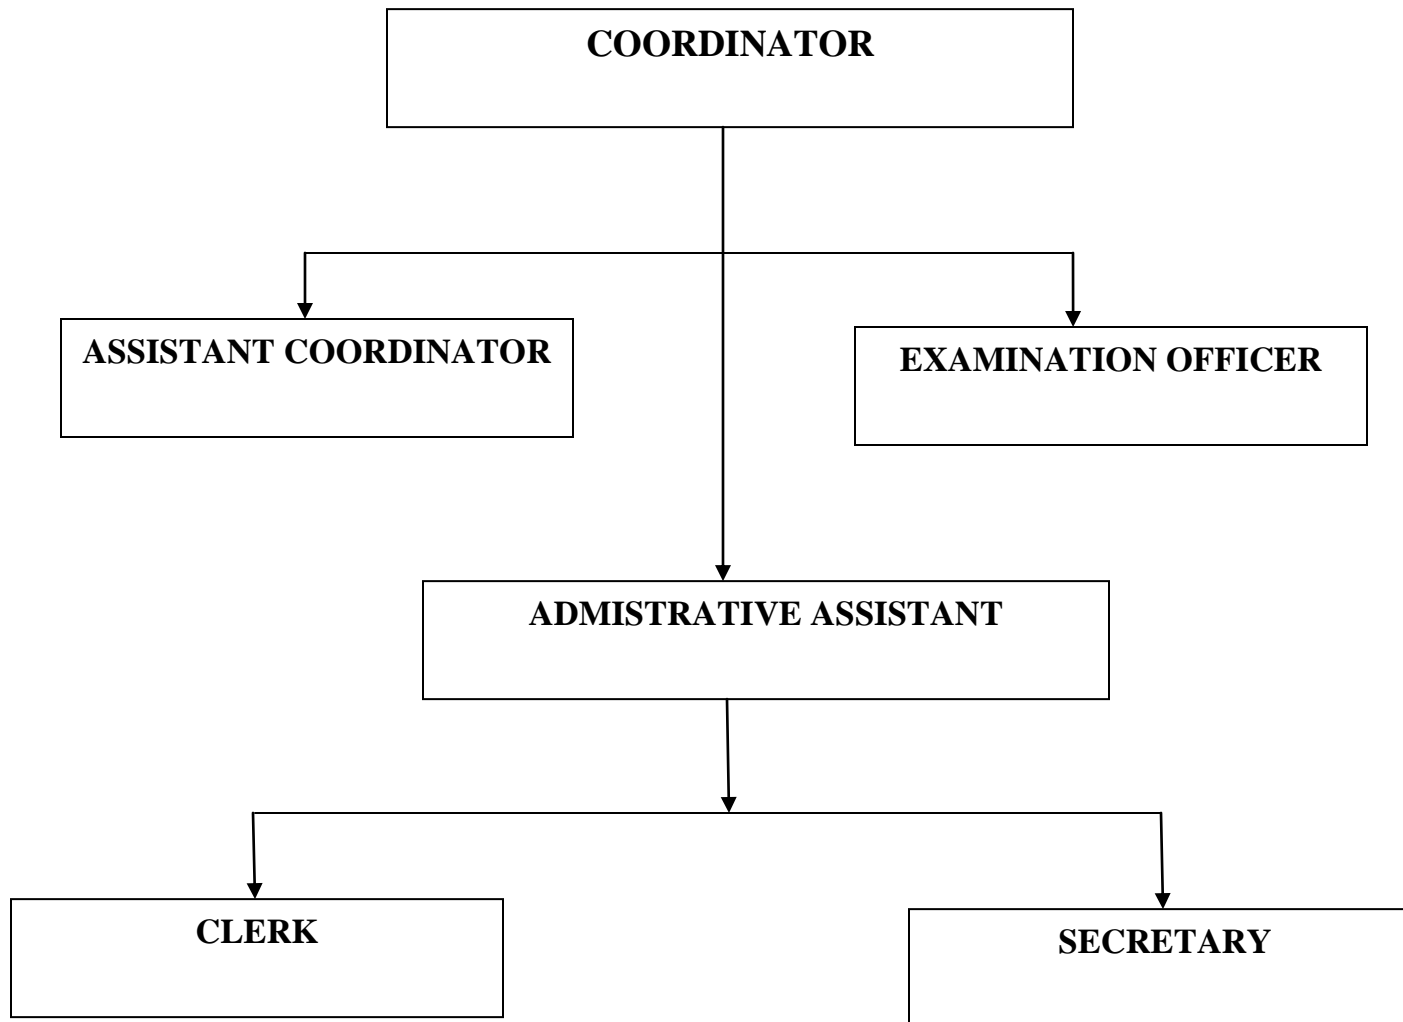 COORDINATOR
ASSISTANT COORDINATOR
EXAMINATION OFFICER
ADMISTRATIVE ASSISTANT
CLERK
SECRETARY